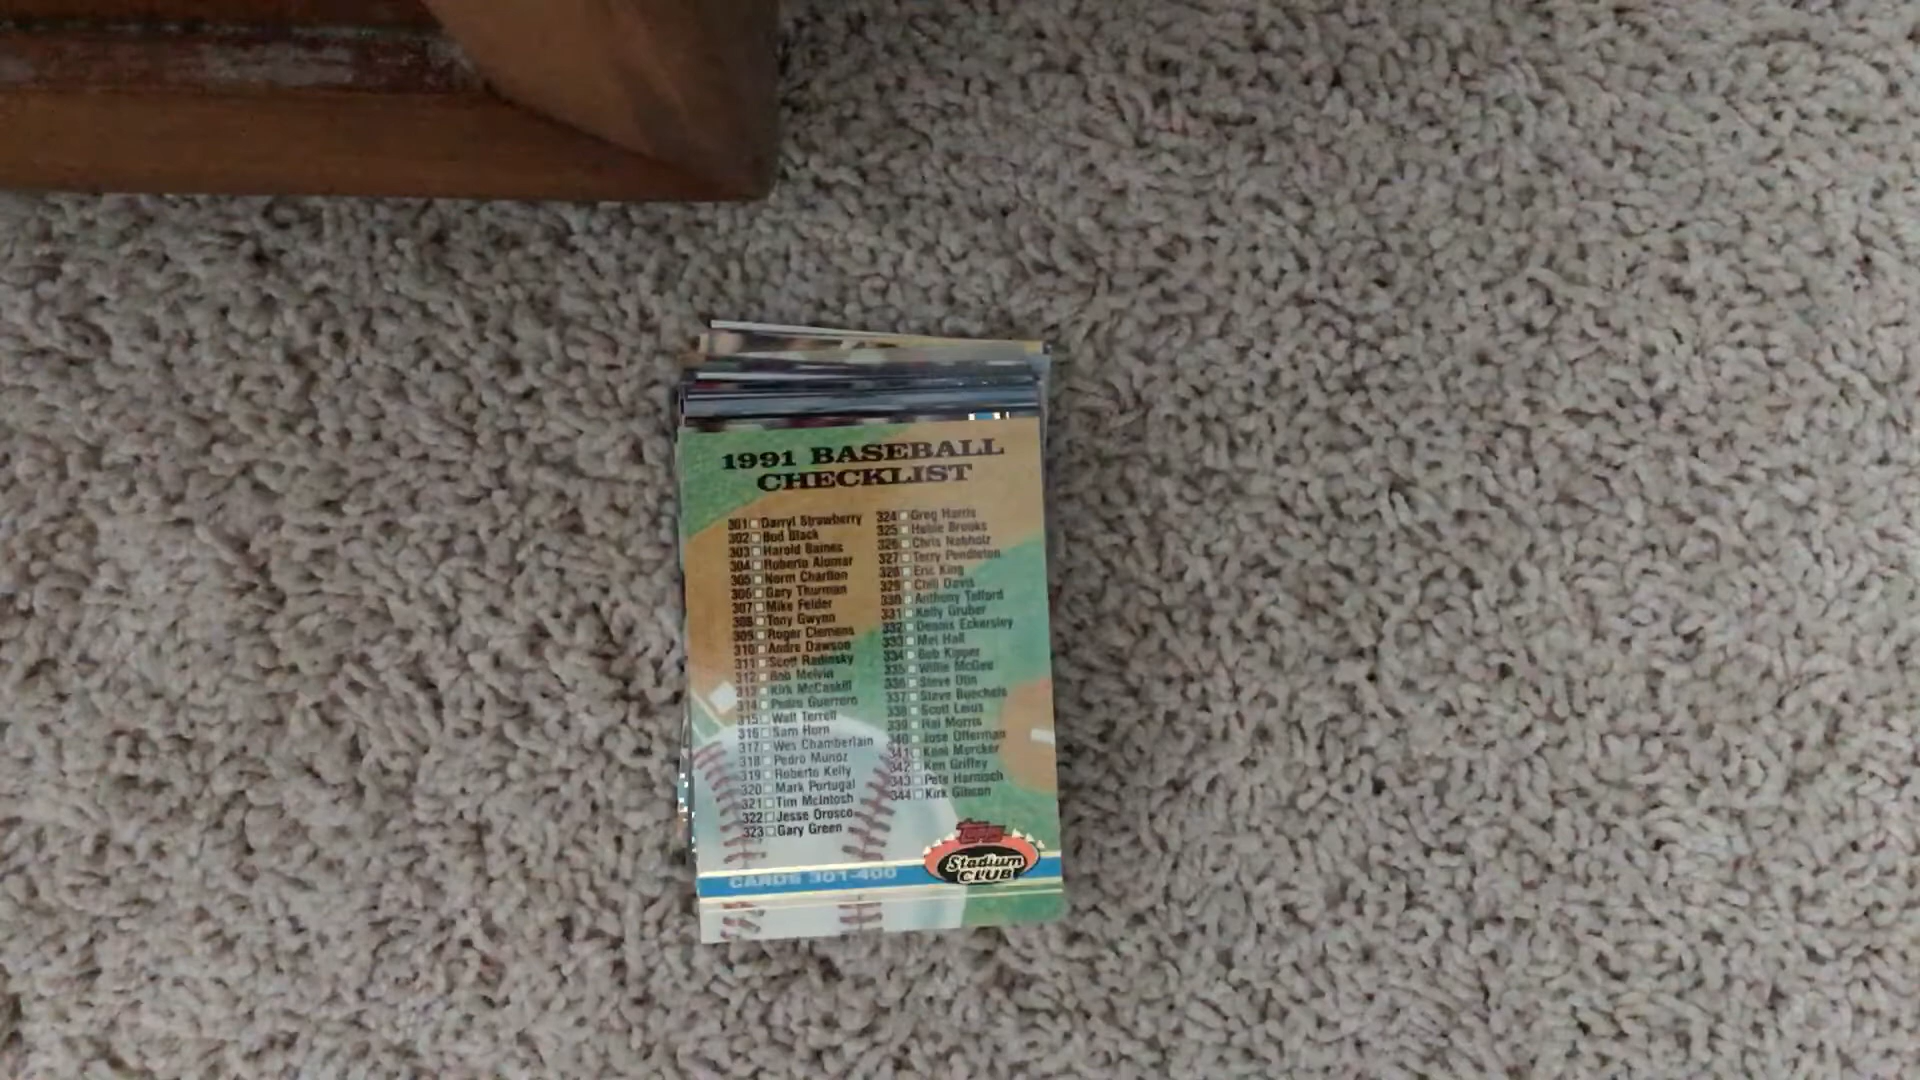 1991 BASEBALL
CHECKLIST
301 Darryl Strawberry
302 Bud Black
303 Harold Baines
304 Roberto Alomar
305 Norm Charlton
306 Gary Thurman
307 Mike Felder
308 Tony Gwynn
309 Roger Clemens
310 Andre Dawson
311 Scott Radinsky
312 Bob Melvin
313 Kirk McCaskill
314 Pedro Guerrero
315 Walt Terrell
316 Sam Horn
317 Wes Chamberlain
318 Pedro Munoz
319 Roberto Kelly
320 Mark Portugal
321 Tim McIntosh
322 Jesse Orosco
323 Gary Green
324 Greg Harris
325 Hubie Brooks
326 Chris Nabholz
327 Terry Pendleton
328 Eric King
329 Chili Davis
330 Anthony Telford
331 Kelly Gruber
332 Dennis Eckersley
333 Mel Hall
334 Bob Kipper
335 Willie McGee
336 Steve Olin
337 Steve Buechele
338 Scott Leius
339 Hal Morris
340 Jose Offerman
341 Kent Mercker
342 Ken Griffey
343 Pete Harnisch
344 Kirk Gibson
Topps
Stadium
CLUB
CARDS 301-400